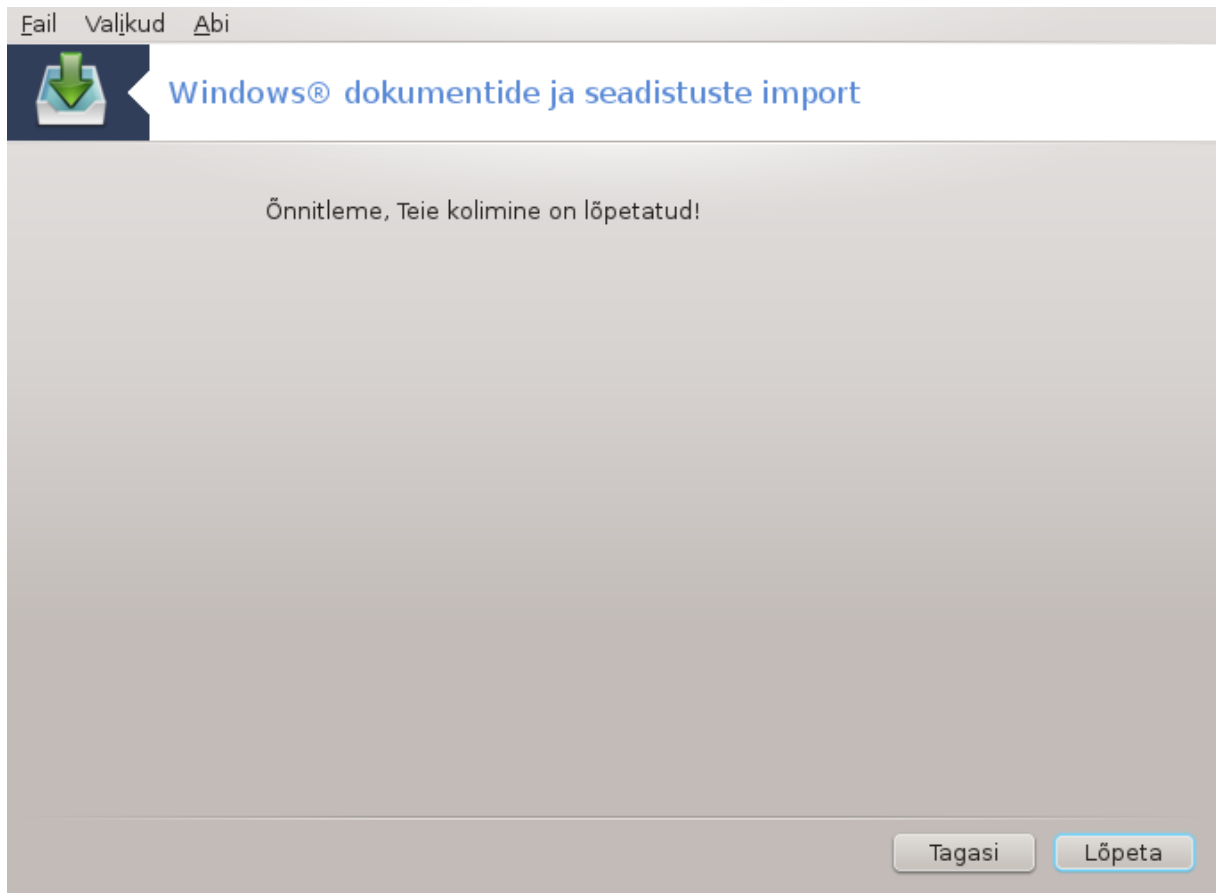 Fail Valikud Abi
Windows® dokumentide ja seadistuste import
Õnnitleme, Teie kolimine on lõpetatud!
Tagasi Lõpeta